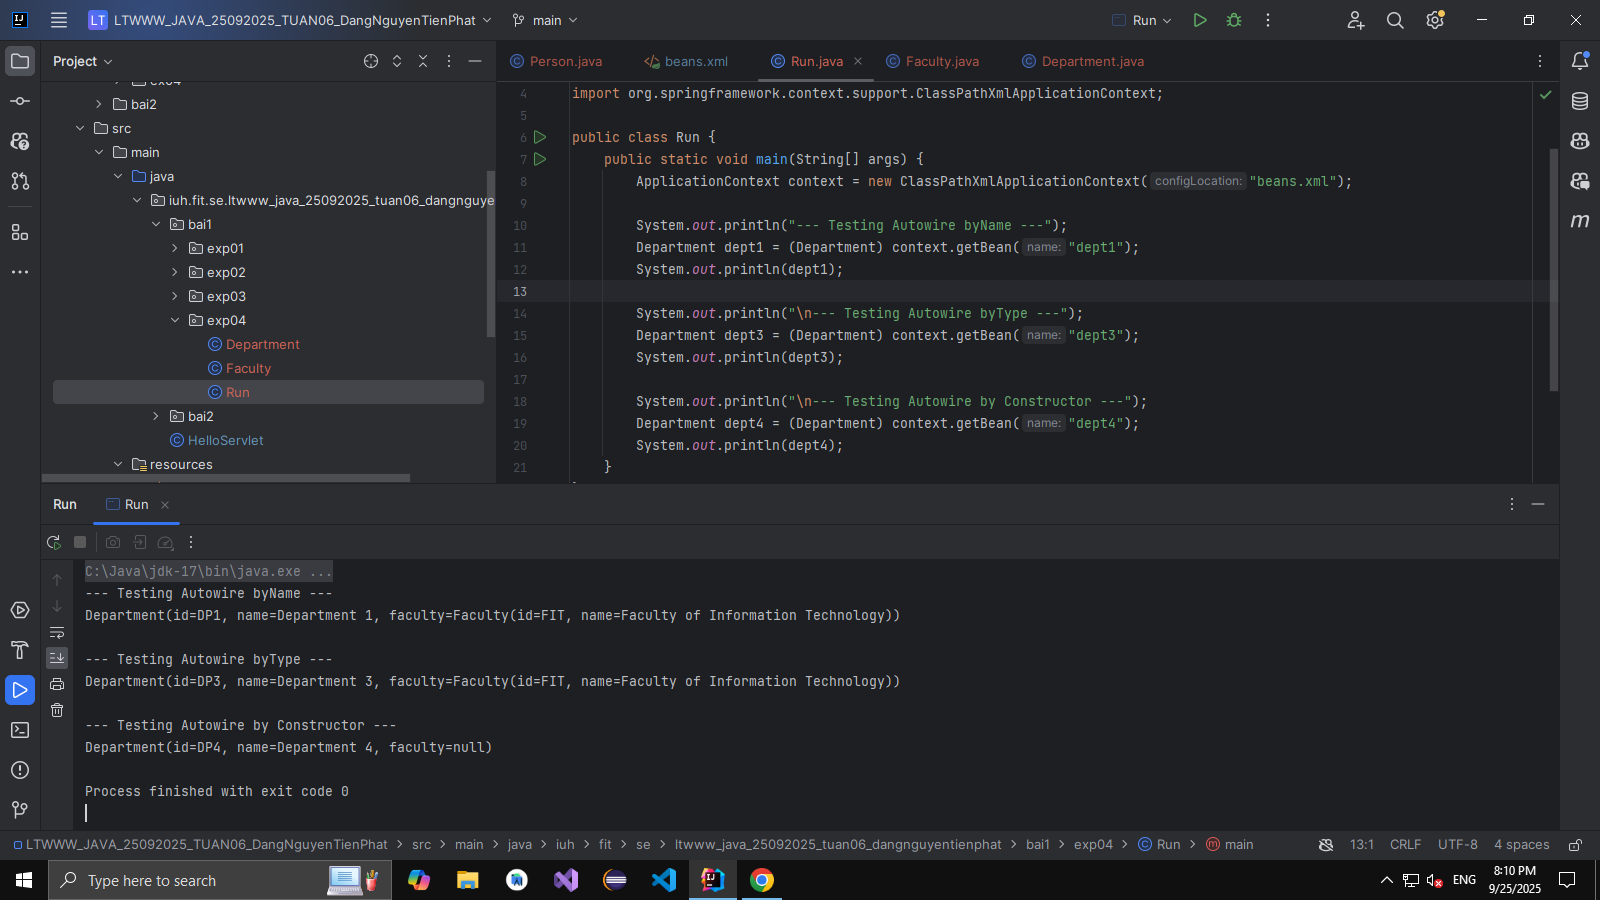 LT LTWWW_JAVA_25092025_TUAN06_DangNguyenTienPhat main Run
Project
Person.java beans.xml Run.java Faculty.java Department.java
bai2
src
main
java
iuh.fit.se.ltwww_java_25092025_tuan06_dangnguye
bai1
exp01
exp02
exp03
exp04
Department
Faculty
Run
bai2
HelloServlet
resources
4 import org.springframework.context.support.ClassPathXmlApplicationContext;
5
6 public class Run {
7 public static void main(String[] args) {
8 ApplicationContext context = new ClassPathXmlApplicationContext( configLocation: "beans.xml");
9
10 System.out.println("--- Testing Autowire byName ---");
11 Department dept1 = (Department) context.getBean( name: "dept1");
12 System.out.println(dept1);
13
14 System.out.println("\n--- Testing Autowire byType ---");
15 Department dept3 = (Department) context.getBean( name: "dept3");
16 System.out.println(dept3);
17
18 System.out.println("\n--- Testing Autowire by Constructor ---");
19 Department dept4 = (Department) context.getBean( name: "dept4");
20 System.out.println(dept4);
21 }
Run Run
C:\Java\jdk-17\bin\java.exe ...
--- Testing Autowire byName ---
Department(id=DP1, name=Department 1, faculty=Faculty(id=FIT, name=Faculty of Information Technology))
--- Testing Autowire byType ---
Department(id=DP3, name=Department 3, faculty=Faculty(id=FIT, name=Faculty of Information Technology))
--- Testing Autowire by Constructor ---
Department(id=DP4, name=Department 4, faculty=null)
Process finished with exit code 0
LTWWW_JAVA_25092025_TUAN06_DangNguyenTienPhat > src > main > java > iuh > fit > se > ltwww_java_25092025_tuan06_dangnguyentienphat > bai1 > exp04 > Run > main 13:1 CRLF UTF-8 4 spaces
Type here to search
ENG
8:10 PM
9/25/2025